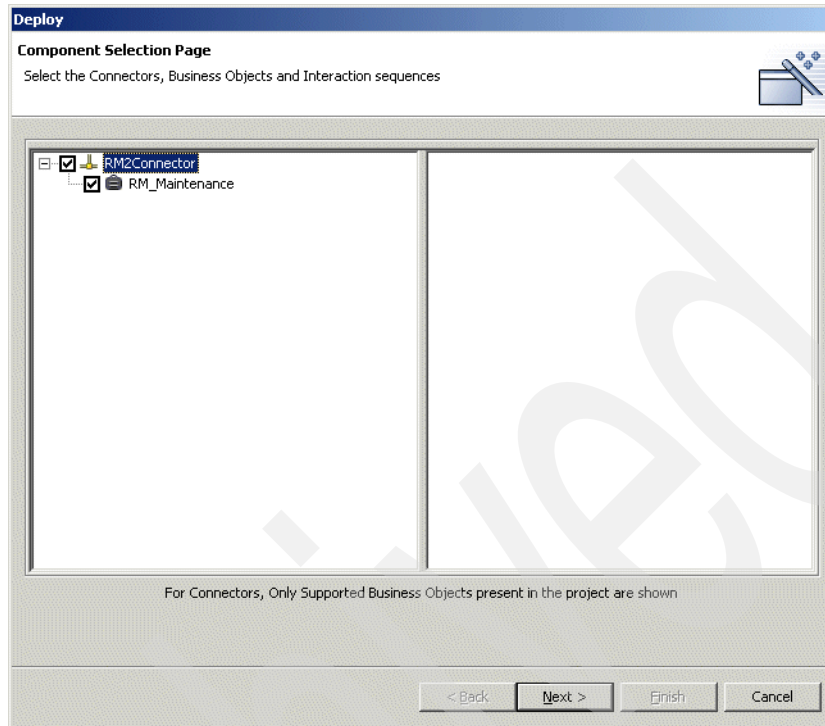 Deploy
Component Selection Page
Select the Connectors, Business Objects and Interaction sequences
RM2Connector
RM_Maintenance
For Connectors, Only Supported Business Objects present in the project are shown
< Back
Next >
Finish
Cancel